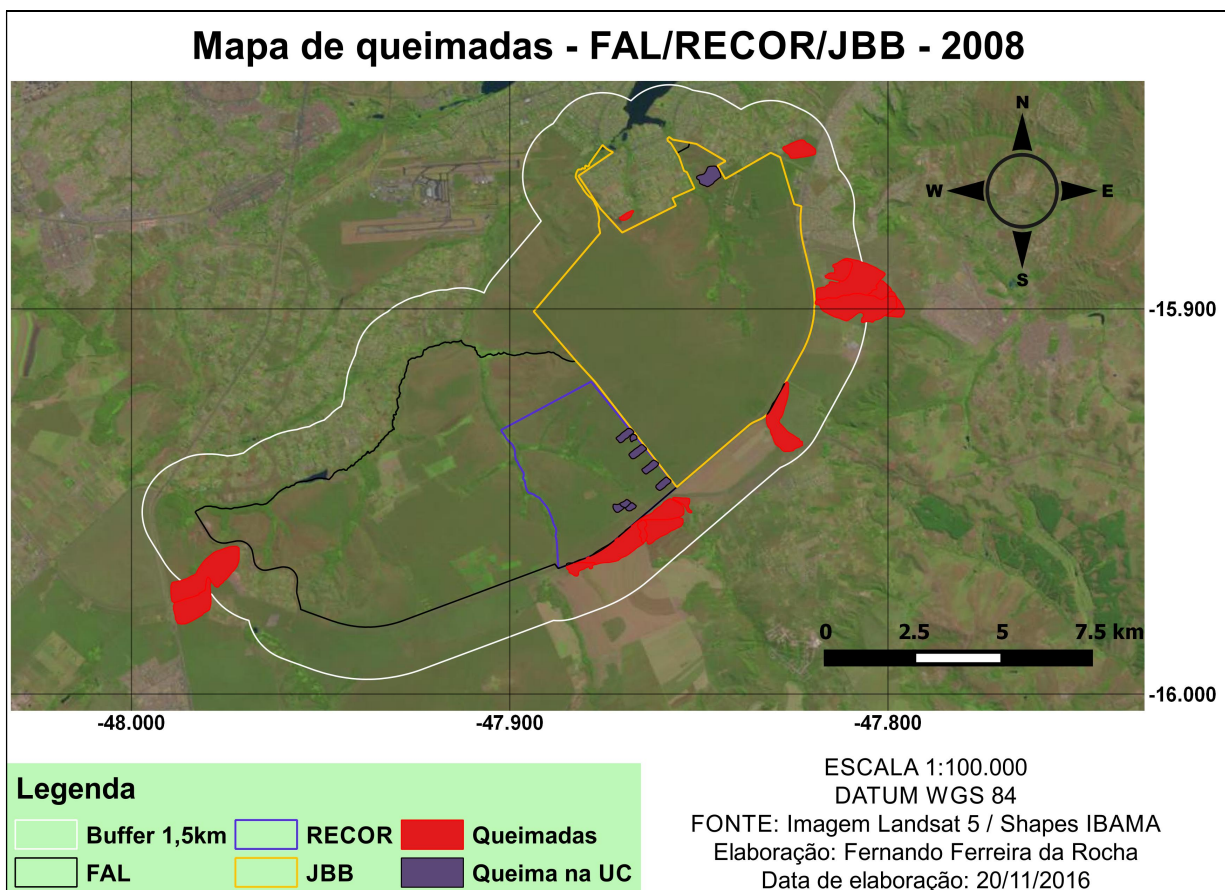 Mapa de queimadas - FAL/RECOR/JBB - 2008
N
W E
S
-15.900
0 2.5 5 7.5 km
-16.000
-48.000 -47.900 -47.800
Legenda
Buffer 1,5km RECOR Queimadas
FAL JBB Queima na UC
ESCALA 1:100.000
DATUM WGS 84
FONTE: Imagem Landsat 5 / Shapes IBAMA
Elaboração: Fernando Ferreira da Rocha
Data de elaboração: 20/11/2016